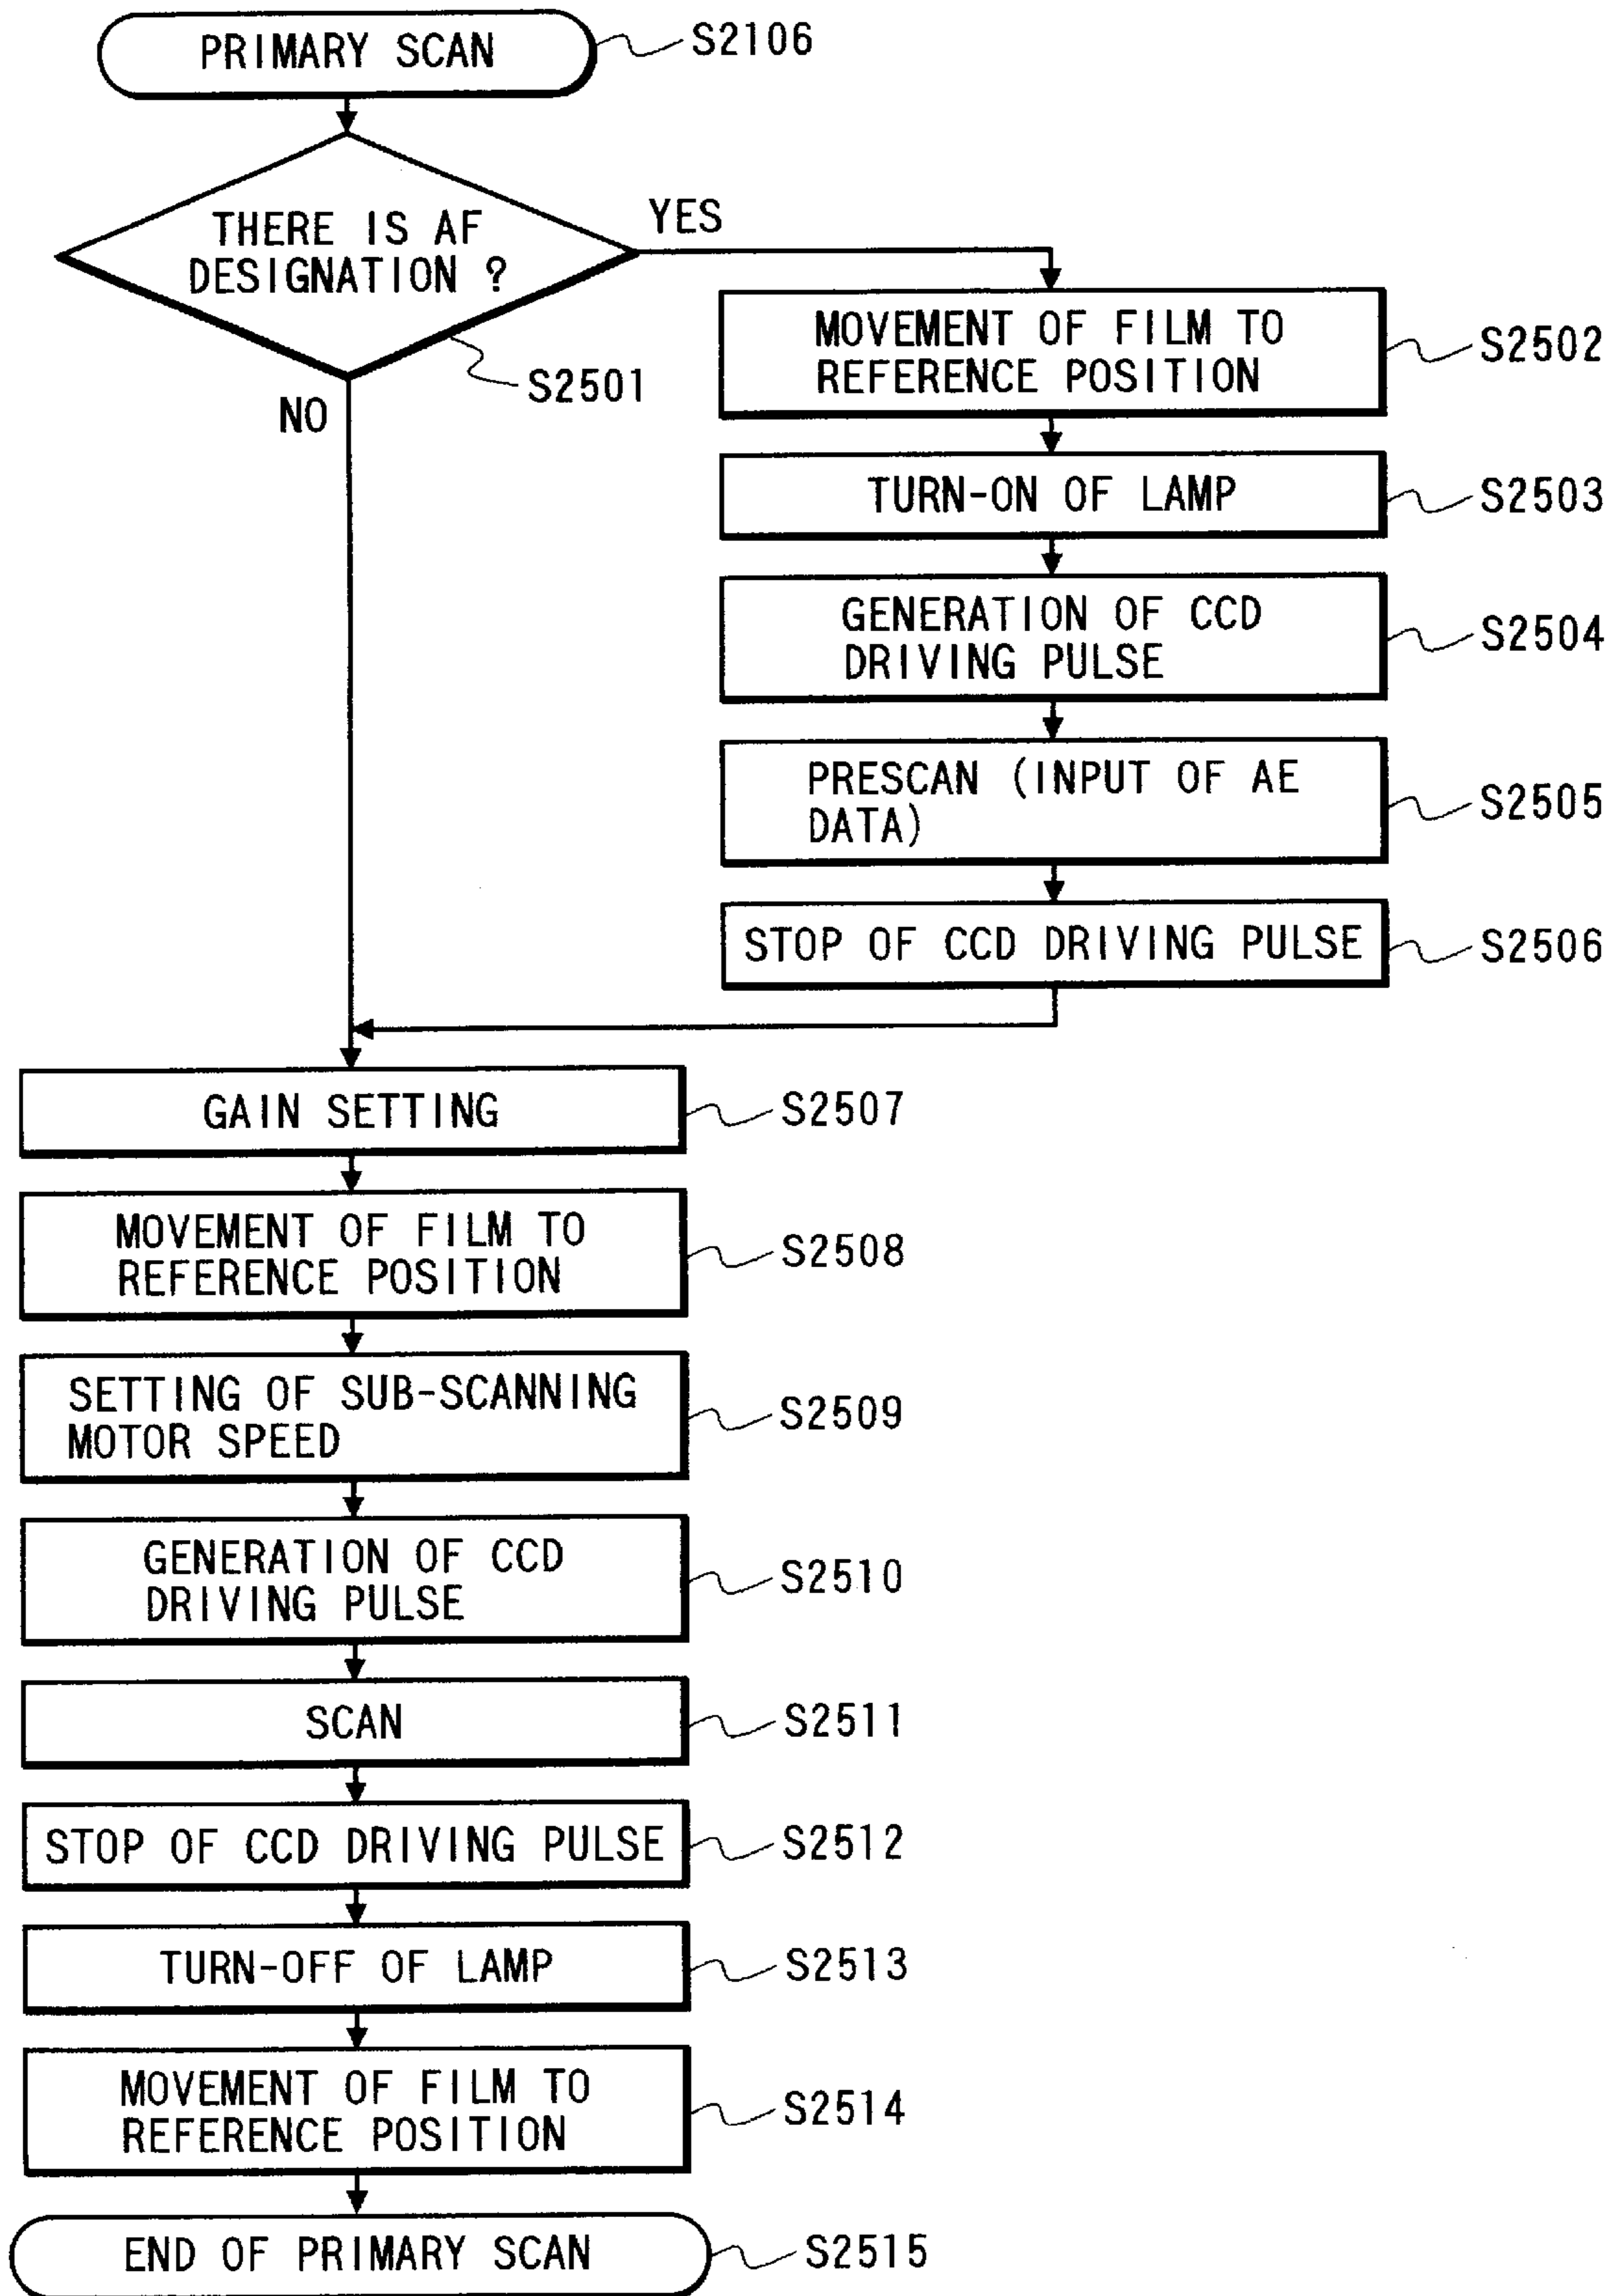 PRIMARY SCAN
S2106
THERE IS AF
DESIGNATION ?
YES
S2501
NO
MOVEMENT OF FILM TO
REFERENCE POSITION
S2502
TURN-ON OF LAMP
S2503
GENERATION OF CCD
DRIVING PULSE
S2504
PRESCAN (INPUT OF AE
DATA)
S2505
STOP OF CCD DRIVING PULSE
S2506
GAIN SETTING
S2507
MOVEMENT OF FILM TO
REFERENCE POSITION
S2508
SETTING OF SUB-SCANNING
MOTOR SPEED
S2509
GENERATION OF CCD
DRIVING PULSE
S2510
SCAN
S2511
STOP OF CCD DRIVING PULSE
S2512
TURN-OFF OF LAMP
S2513
MOVEMENT OF FILM TO
REFERENCE POSITION
S2514
END OF PRIMARY SCAN
S2515